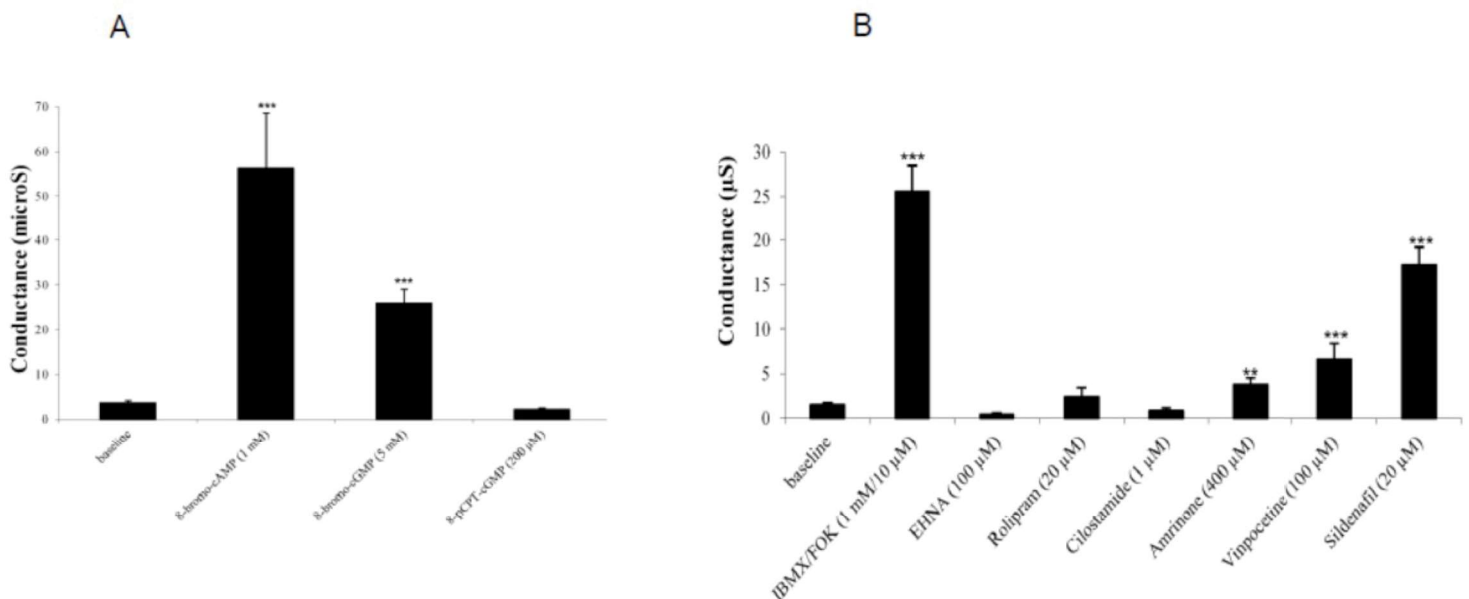 A
B
Conductance (microS)
70
60
50
40
30
20
10
0
***
***
baseline
8-bromo-cAMP (1 mM)
8-bromo-cGMP (5 mM)
8-pCPT-cGMP (200 µM)
Conductance (µS)
30
25
20
15
10
5
0
***
**
***
***
baseline
IBMX/FOK (1 mM/10 µM)
EHNA (100 µM)
Rolipram (20 µM)
Cilostamide (1 µM)
Amrinone (400 µM)
Vinpocetine (100 µM)
Sildenafil (20 µM)